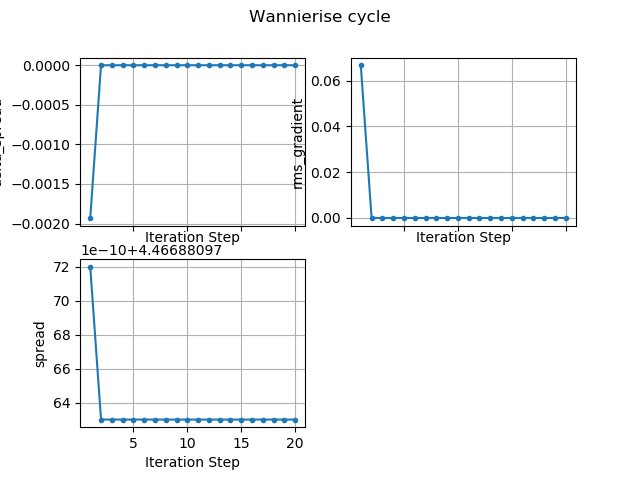 Wannierise cycle
0.0000
−0.0005
−0.0010
−0.0015
−0.0020
Iteration Step
0.06
0.04
0.02
0.00
rms_gradient
Iteration Step
1e−10+4.46688097
72
70
68
66
64
spread
5 10 15 20
Iteration Step